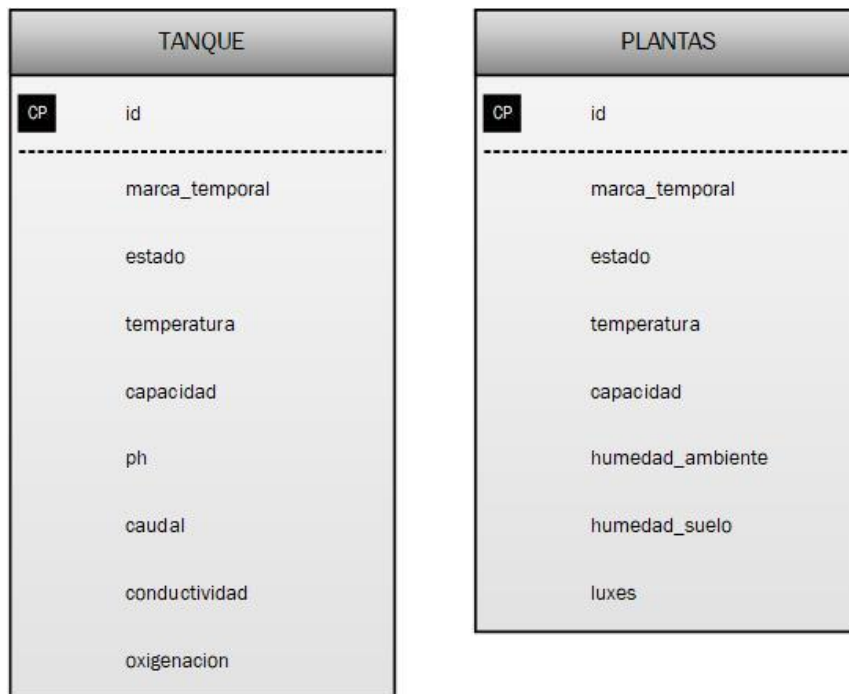 TANQUE
CP id
marca_temporal
estado
temperatura
capacidad
ph
caudal
conductividad
oxigenacion
PLANTAS
CP id
marca_temporal
estado
temperatura
capacidad
humedad_ambiente
humedad_suelo
luxes